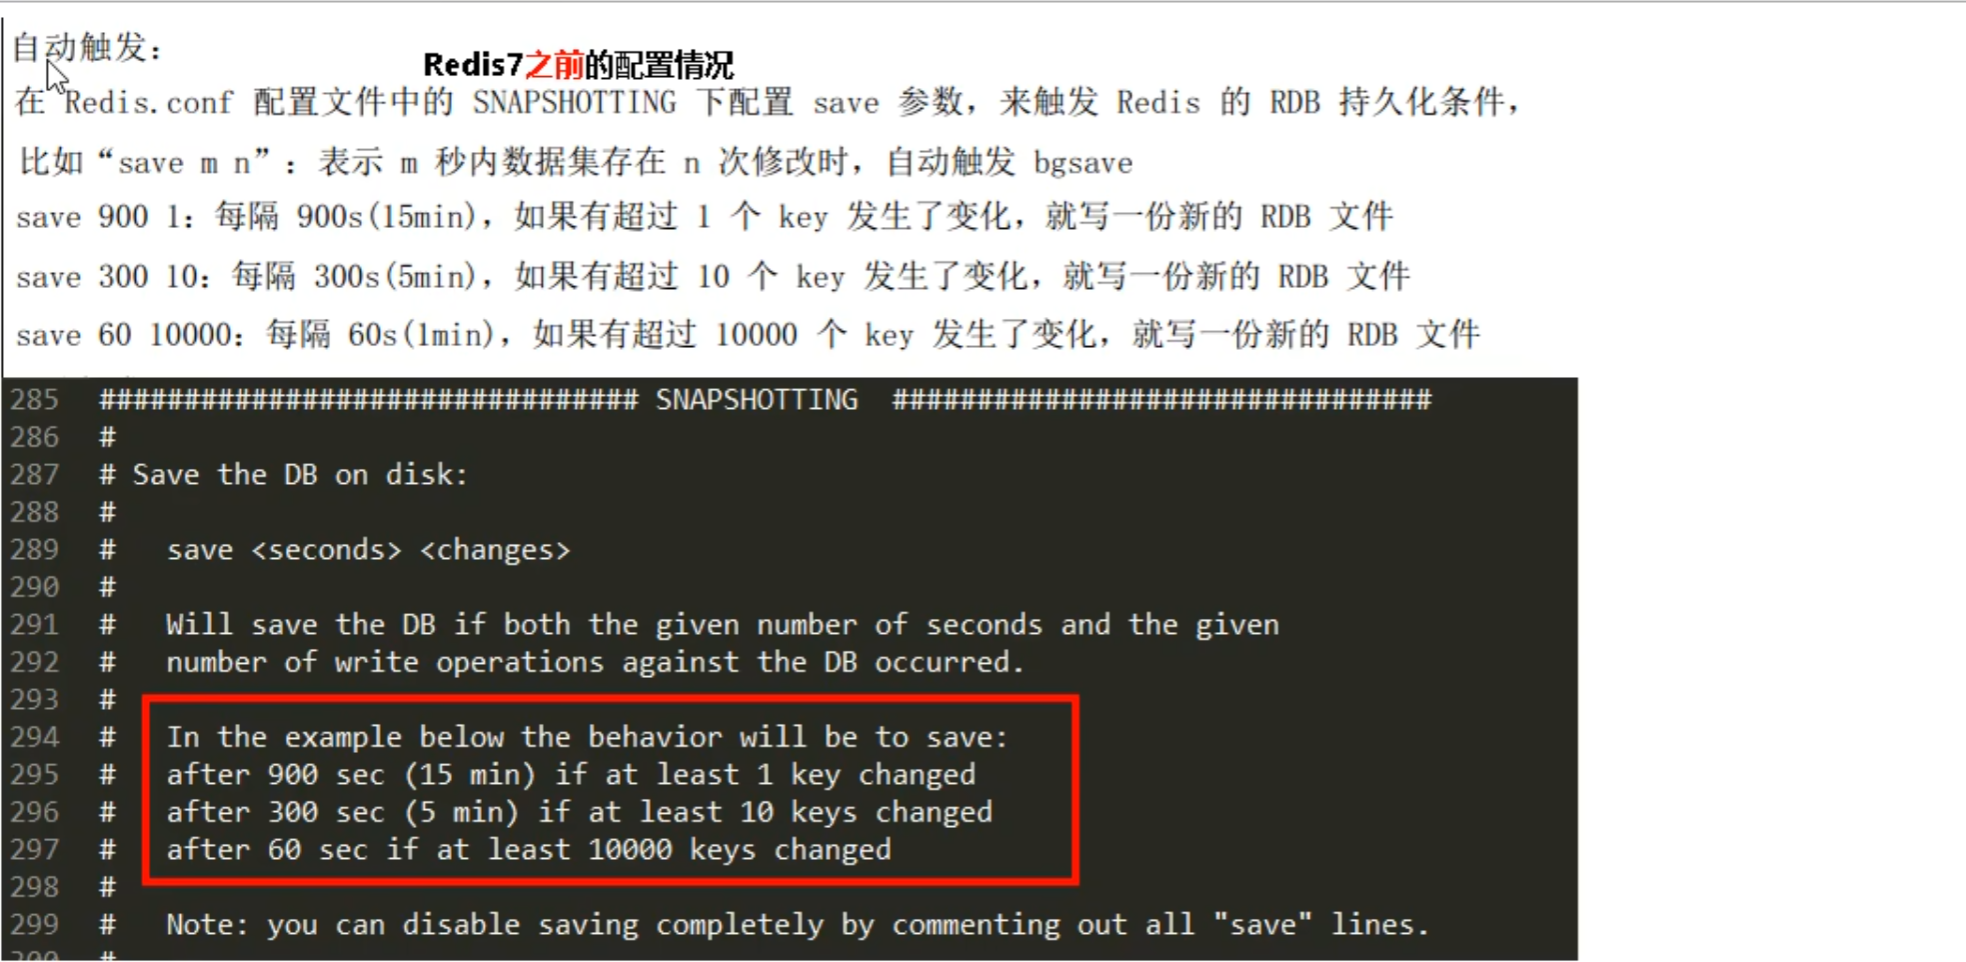 自动触发：
Redis7之前的配置情况
在 Redis.conf 配置文件中的 SNAPSHOTTING 下配置 save 参数，来触发 Redis 的 RDB 持久化条件，
比如“save m n”：表示 m 秒内数据集存在 n 次修改时，自动触发 bgsave
save 900 1：每隔 900s(15min)，如果有超过 1 个 key 发生了变化，就写一份新的 RDB 文件
save 300 10：每隔 300s(5min)，如果有超过 10 个 key 发生了变化，就写一份新的 RDB 文件
save 60 10000：每隔 60s(1min)，如果有超过 10000 个 key 发生了变化，就写一份新的 RDB 文件
285 ################################ SNAPSHOTTING ################################
286 #
287 # Save the DB on disk:
288 #
289 # save <seconds> <changes>
290 #
291 # Will save the DB if both the given number of seconds and the given
292 # number of write operations against the DB occurred.
293 #
294 # In the example below the behavior will be to save:
295 # after 900 sec (15 min) if at least 1 key changed
296 # after 300 sec (5 min) if at least 10 keys changed
297 # after 60 sec if at least 10000 keys changed
298 #
299 # Note: you can disable saving completely by commenting out all "save" lines.
300 #